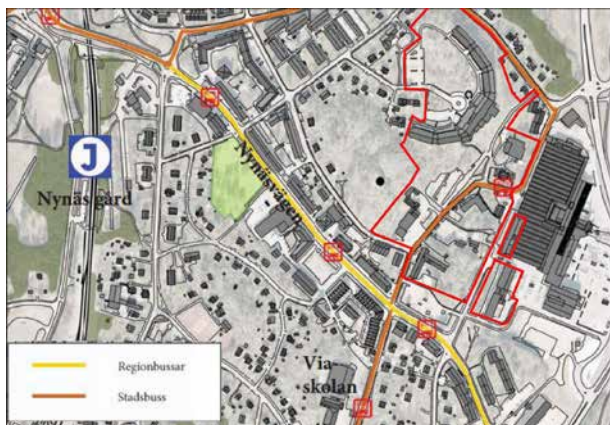 J
Nynäs gård
Nynäsvägen
Via-
skolan
Regionbussar
Stadsbuss